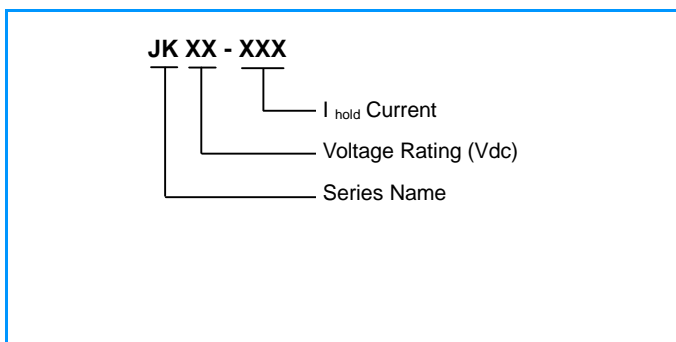 JK XX - XXX
I hold Current
Voltage Rating (Vdc)
Series Name